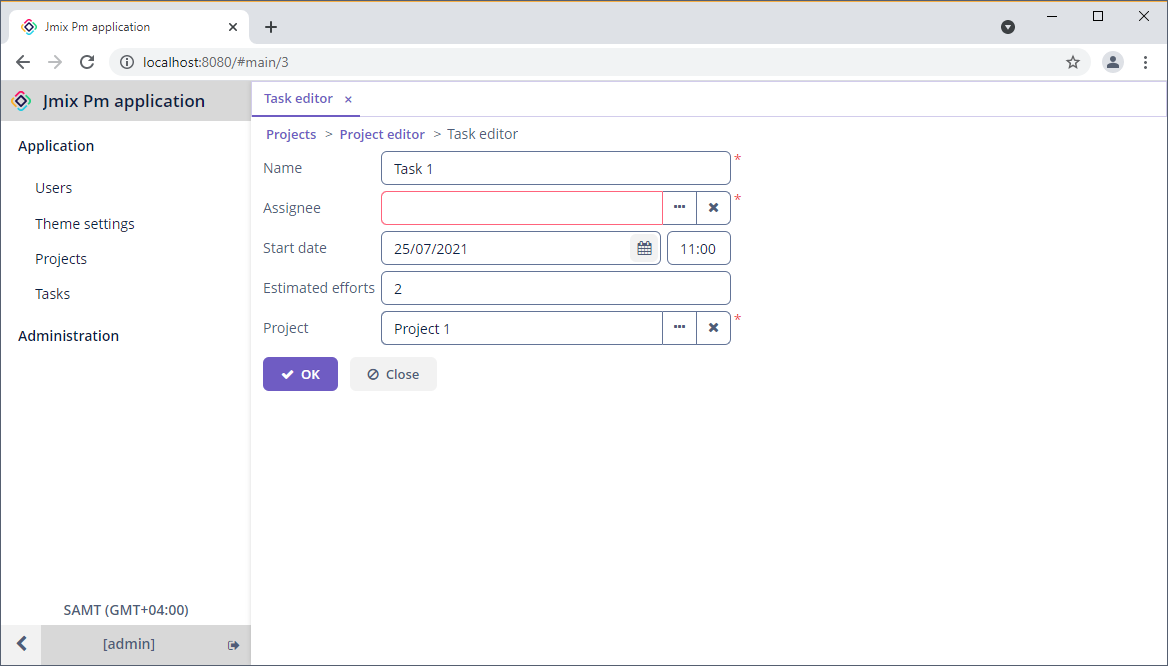 Jmix Pm application
localhost:8080/#main/3
Jmix Pm application
Application
Users
Theme settings
Projects
Tasks
Administration
SAMT (GMT+04:00)
[admin]
Task editor
Projects > Project editor > Task editor
Name Task 1 *
Assignee *
Start date 25/07/2021 11:00
Estimated efforts 2
Project Project 1 *
OK Close